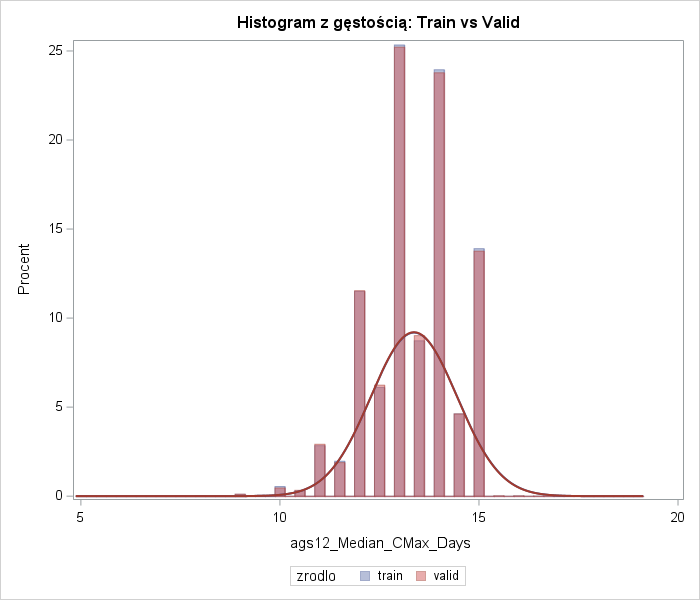 Histogram z gęstością: Train vs Valid
Procent
25
20
15
10
5
0
5 10 15 20
ags12_Median_CMax_Days
zrodlo train valid